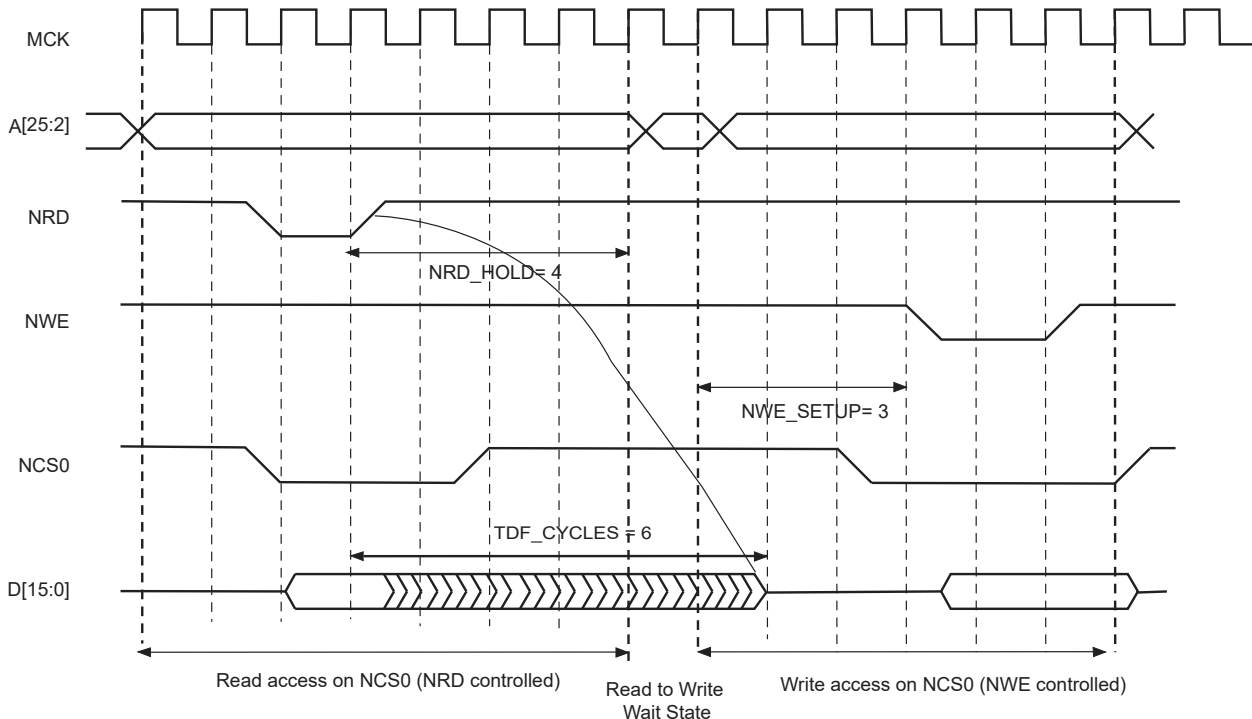 MCK
A[25:2]
NRD
NRD_HOLD= 4
NWE
NWE_SETUP= 3
NCS0
TDF_CYCLES = 6
D[15:0]
Read access on NCS0 (NRD controlled)
Read to Write
Wait State
Write access on NCS0 (NWE controlled)